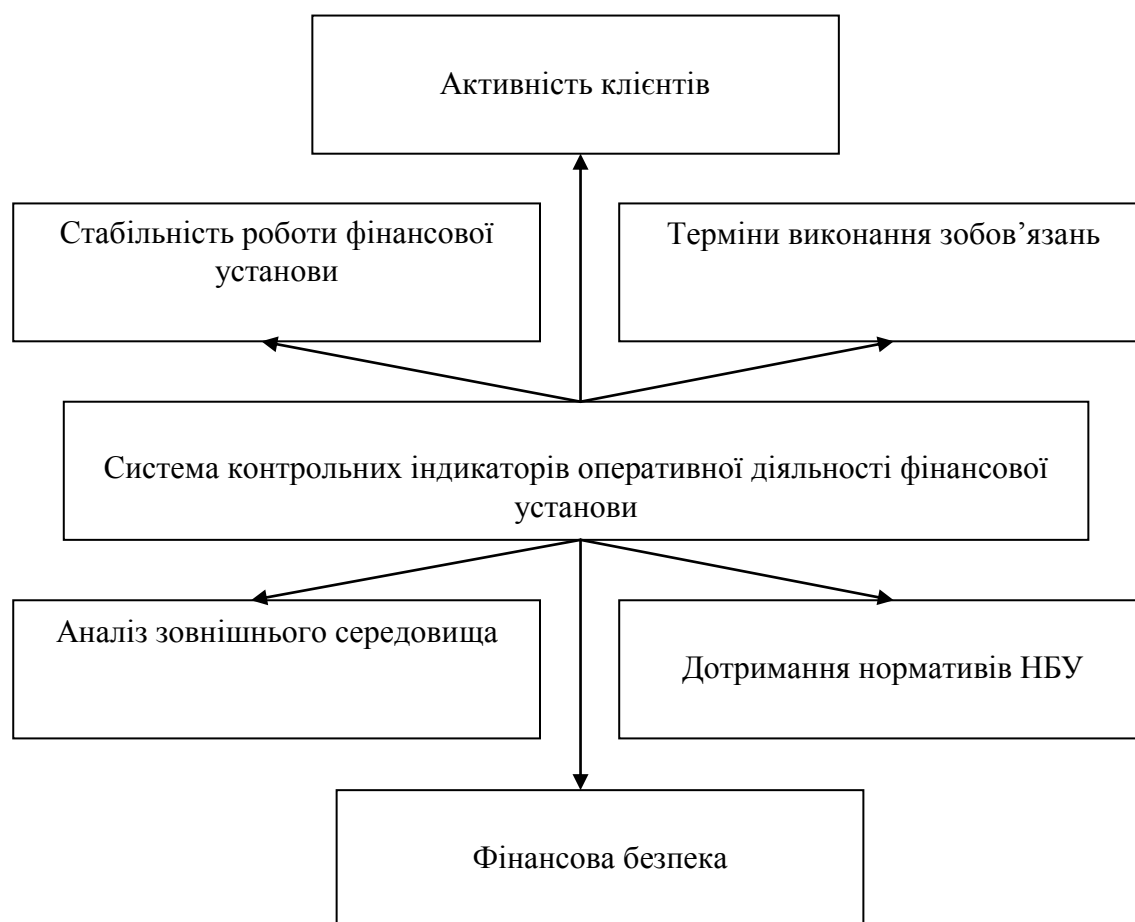 Активність клієнтів
Стабільність роботи фінансової
установи
Терміни виконання зобов’язань
Система контрольних індикаторів оперативної діяльності фінансової
установи
Аналіз зовнішнього середовища
Дотримання нормативів НБУ
Фінансова безпека